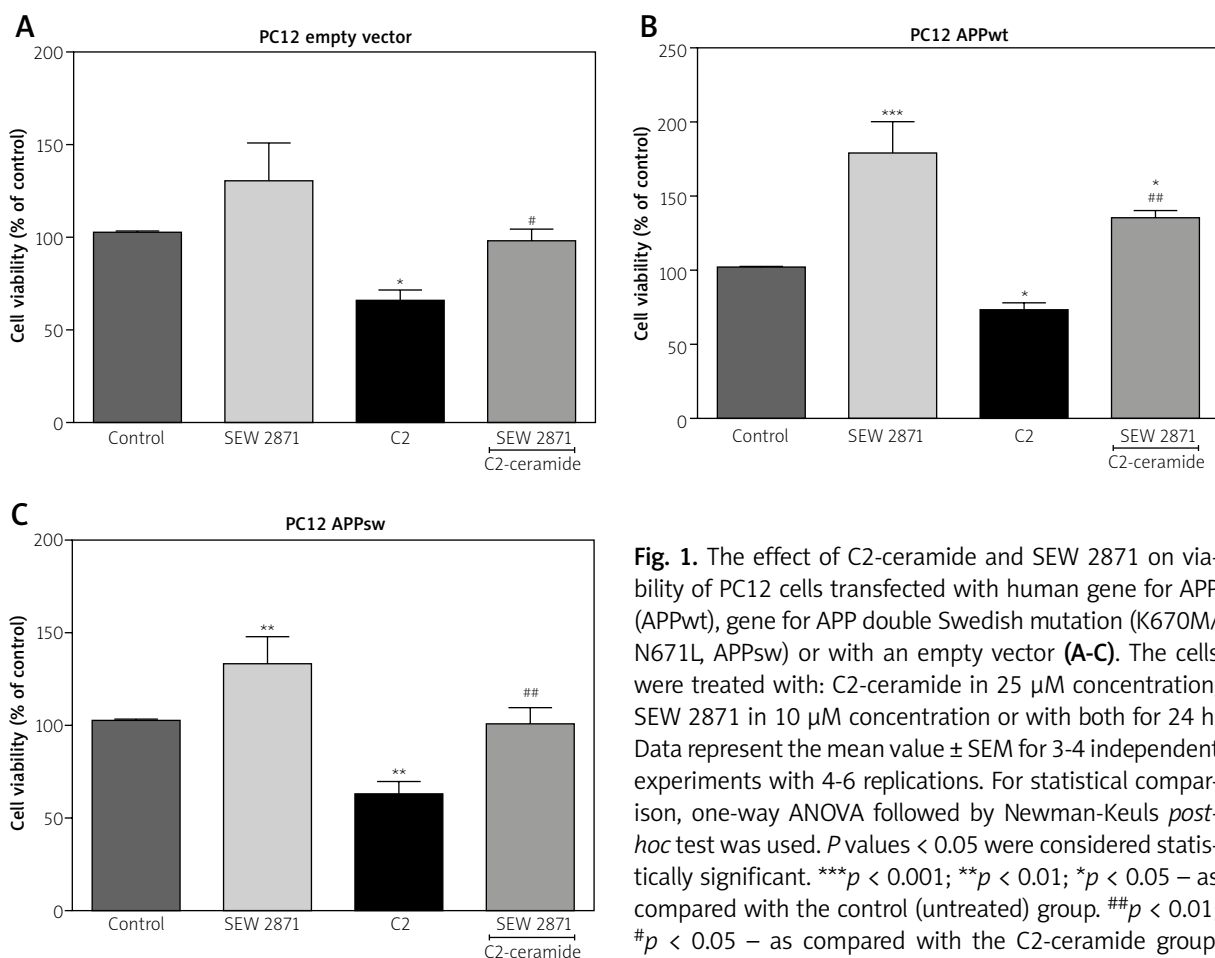 A
PC12 empty vector
Cell viability (% of control)
200
150
100
50
0
*
#
Control SEW 2871 C2 SEW 2871
C2-ceramide
B
PC12 APPwt
Cell viability (% of control)
250
200
150
100
50
0
***
*
*
##
Control SEW 2871 C2 SEW 2871
C2-ceramide
C
PC12 APPsw
Cell viability (% of control)
200
150
100
50
0
**
**
##
Control SEW 2871 C2 SEW 2871
C2-ceramide
Fig. 1. The effect of C2-ceramide and SEW 2871 on via-
bility of PC12 cells transfected with human gene for APP
(APPwt), gene for APP double Swedish mutation (K670M/
N671L, APPsw) or with an empty vector (A-C). The cells
were treated with: C2-ceramide in 25 μM concentration
SEW 2871 in 10 μM concentration or with both for 24 h
Data represent the mean value ± SEM for 3-4 independent
experiments with 4-6 replications. For statistical compar-
ison, one-way ANOVA followed by Newman-Keuls post-
hoc test was used. P values < 0.05 were considered statis-
tically significant. ***p < 0.001; **p < 0.01; *p < 0.05 – as
compared with the control (untreated) group. ##p < 0.01
#p < 0.05 – as compared with the C2-ceramide group